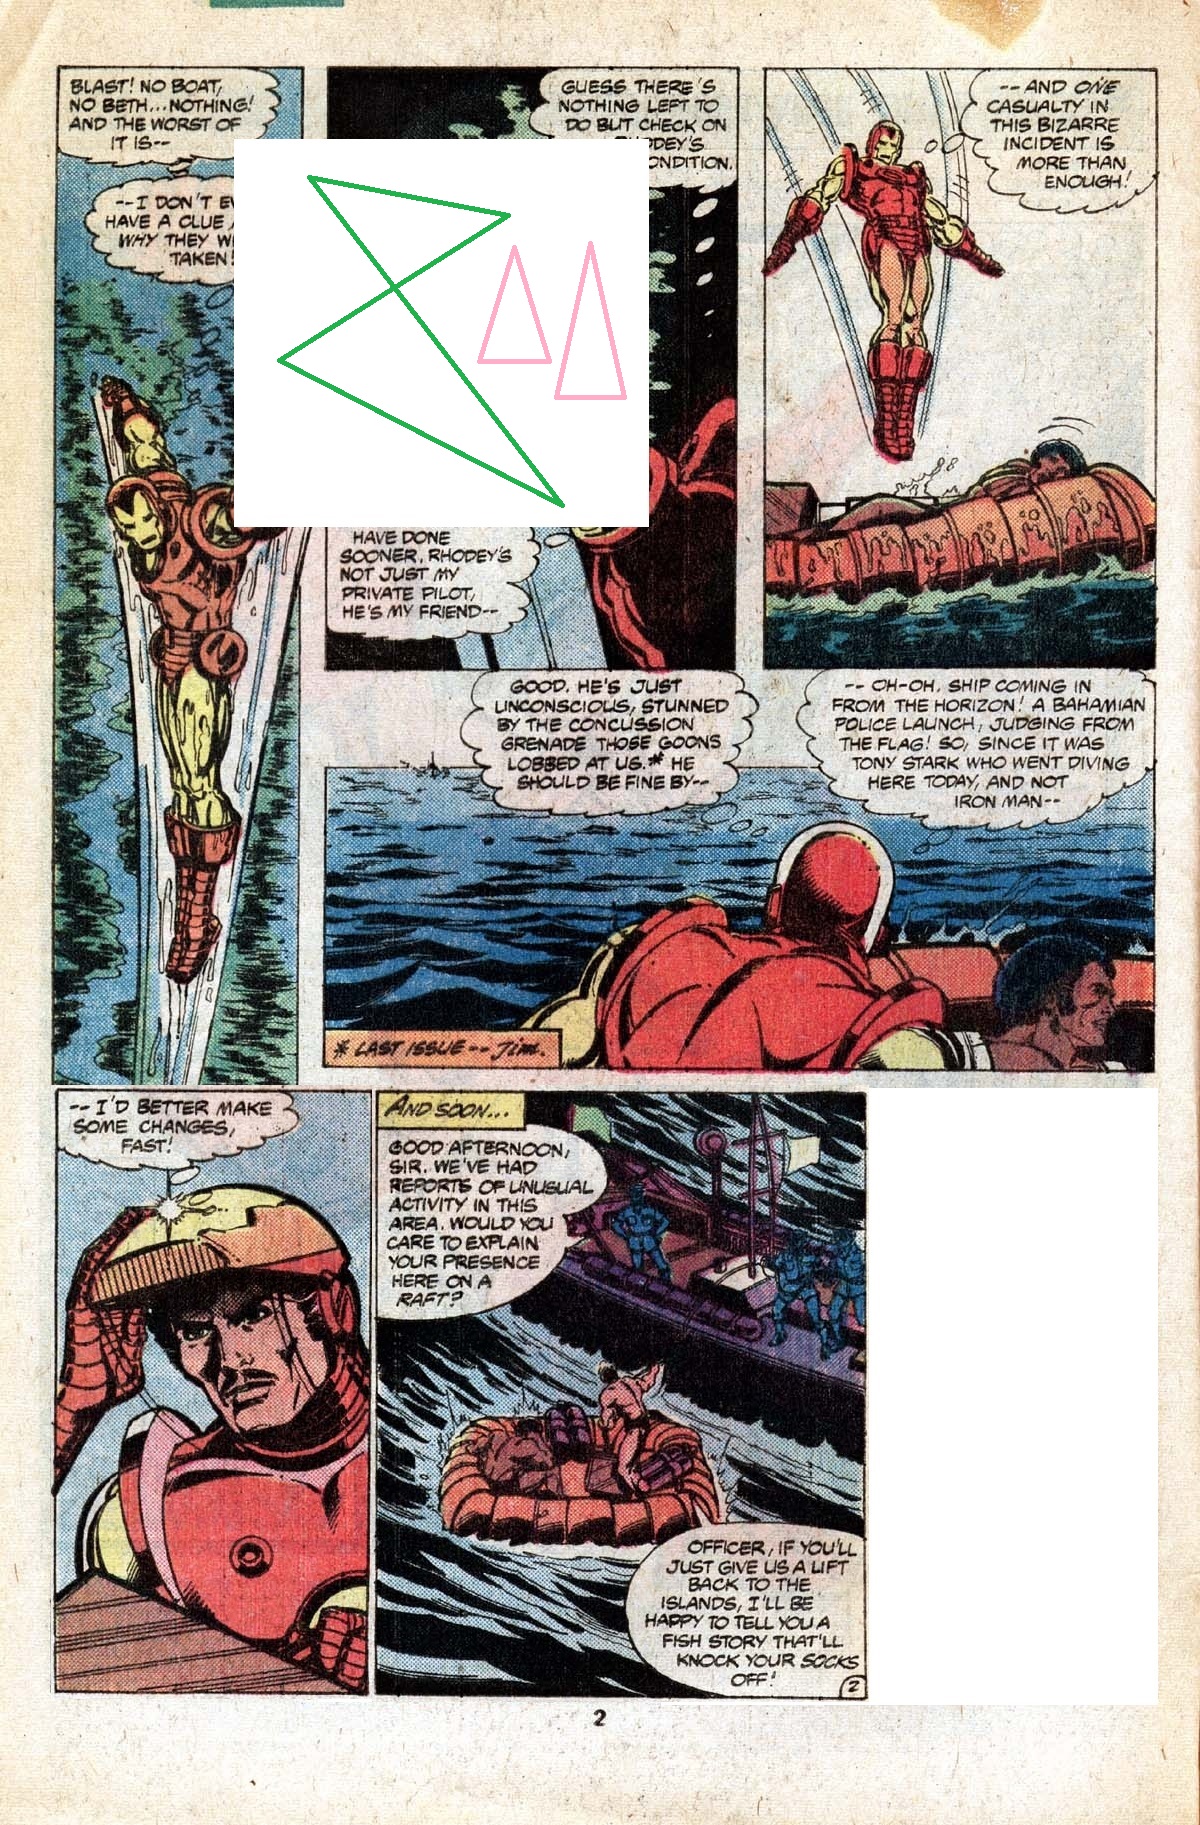 BLAST! NO BOAT,
NO BETH...NOTHING!
AND THE WORST OF
IT IS--
--I DON'T
HAVE A CLUE
WHY THEY
TAKEN!
GUESS THERE'S
NOTHING LEFT TO
DO BUT CHECK ON
HAVE DONE
SOONER. RHODEY'S
NOT JUST MY
PRIVATE PILOT,
HE'S MY FRIEND--
--AND ONE
CASUALTY IN
THIS BIZARRE
INCIDENT IS
MORE THAN
ENOUGH!
GOOD. HE'S JUST
UNCONSCIOUS, STUNNED
BY THE CONCUSSION
GRENADE THOSE GOONS
LOBBED AT US.* HE
SHOULD BE FINE BY--
-- OH-OH. SHIP COMING IN
FROM THE HORIZON! A BAHAMIAN
POLICE LAUNCH, JUDGING FROM
THE FLAG! SO, SINCE IT WAS
TONY STARK WHO WENT DIVING
HERE TODAY, AND NOT
IRON MAN--
* LAST ISSUE -- Jim.
--I'D BETTER MAKE
SOME CHANGES,
FAST!
AND SOON...
GOOD AFTERNOON,
SIR. WE'VE HAD
REPORTS OF UNUSUAL
ACTIVITY IN THIS
AREA. WOULD YOU
CARE TO EXPLAIN
YOUR PRESENCE
HERE ON A
RAFT?
OFFICER, IF YOU'LL
JUST GIVE US A LIFT
BACK TO THE
ISLANDS, I'LL BE
HAPPY TO TELL YOU A
FISH STORY THAT'LL
KNOCK YOUR SOCKS
OFF!
2
2